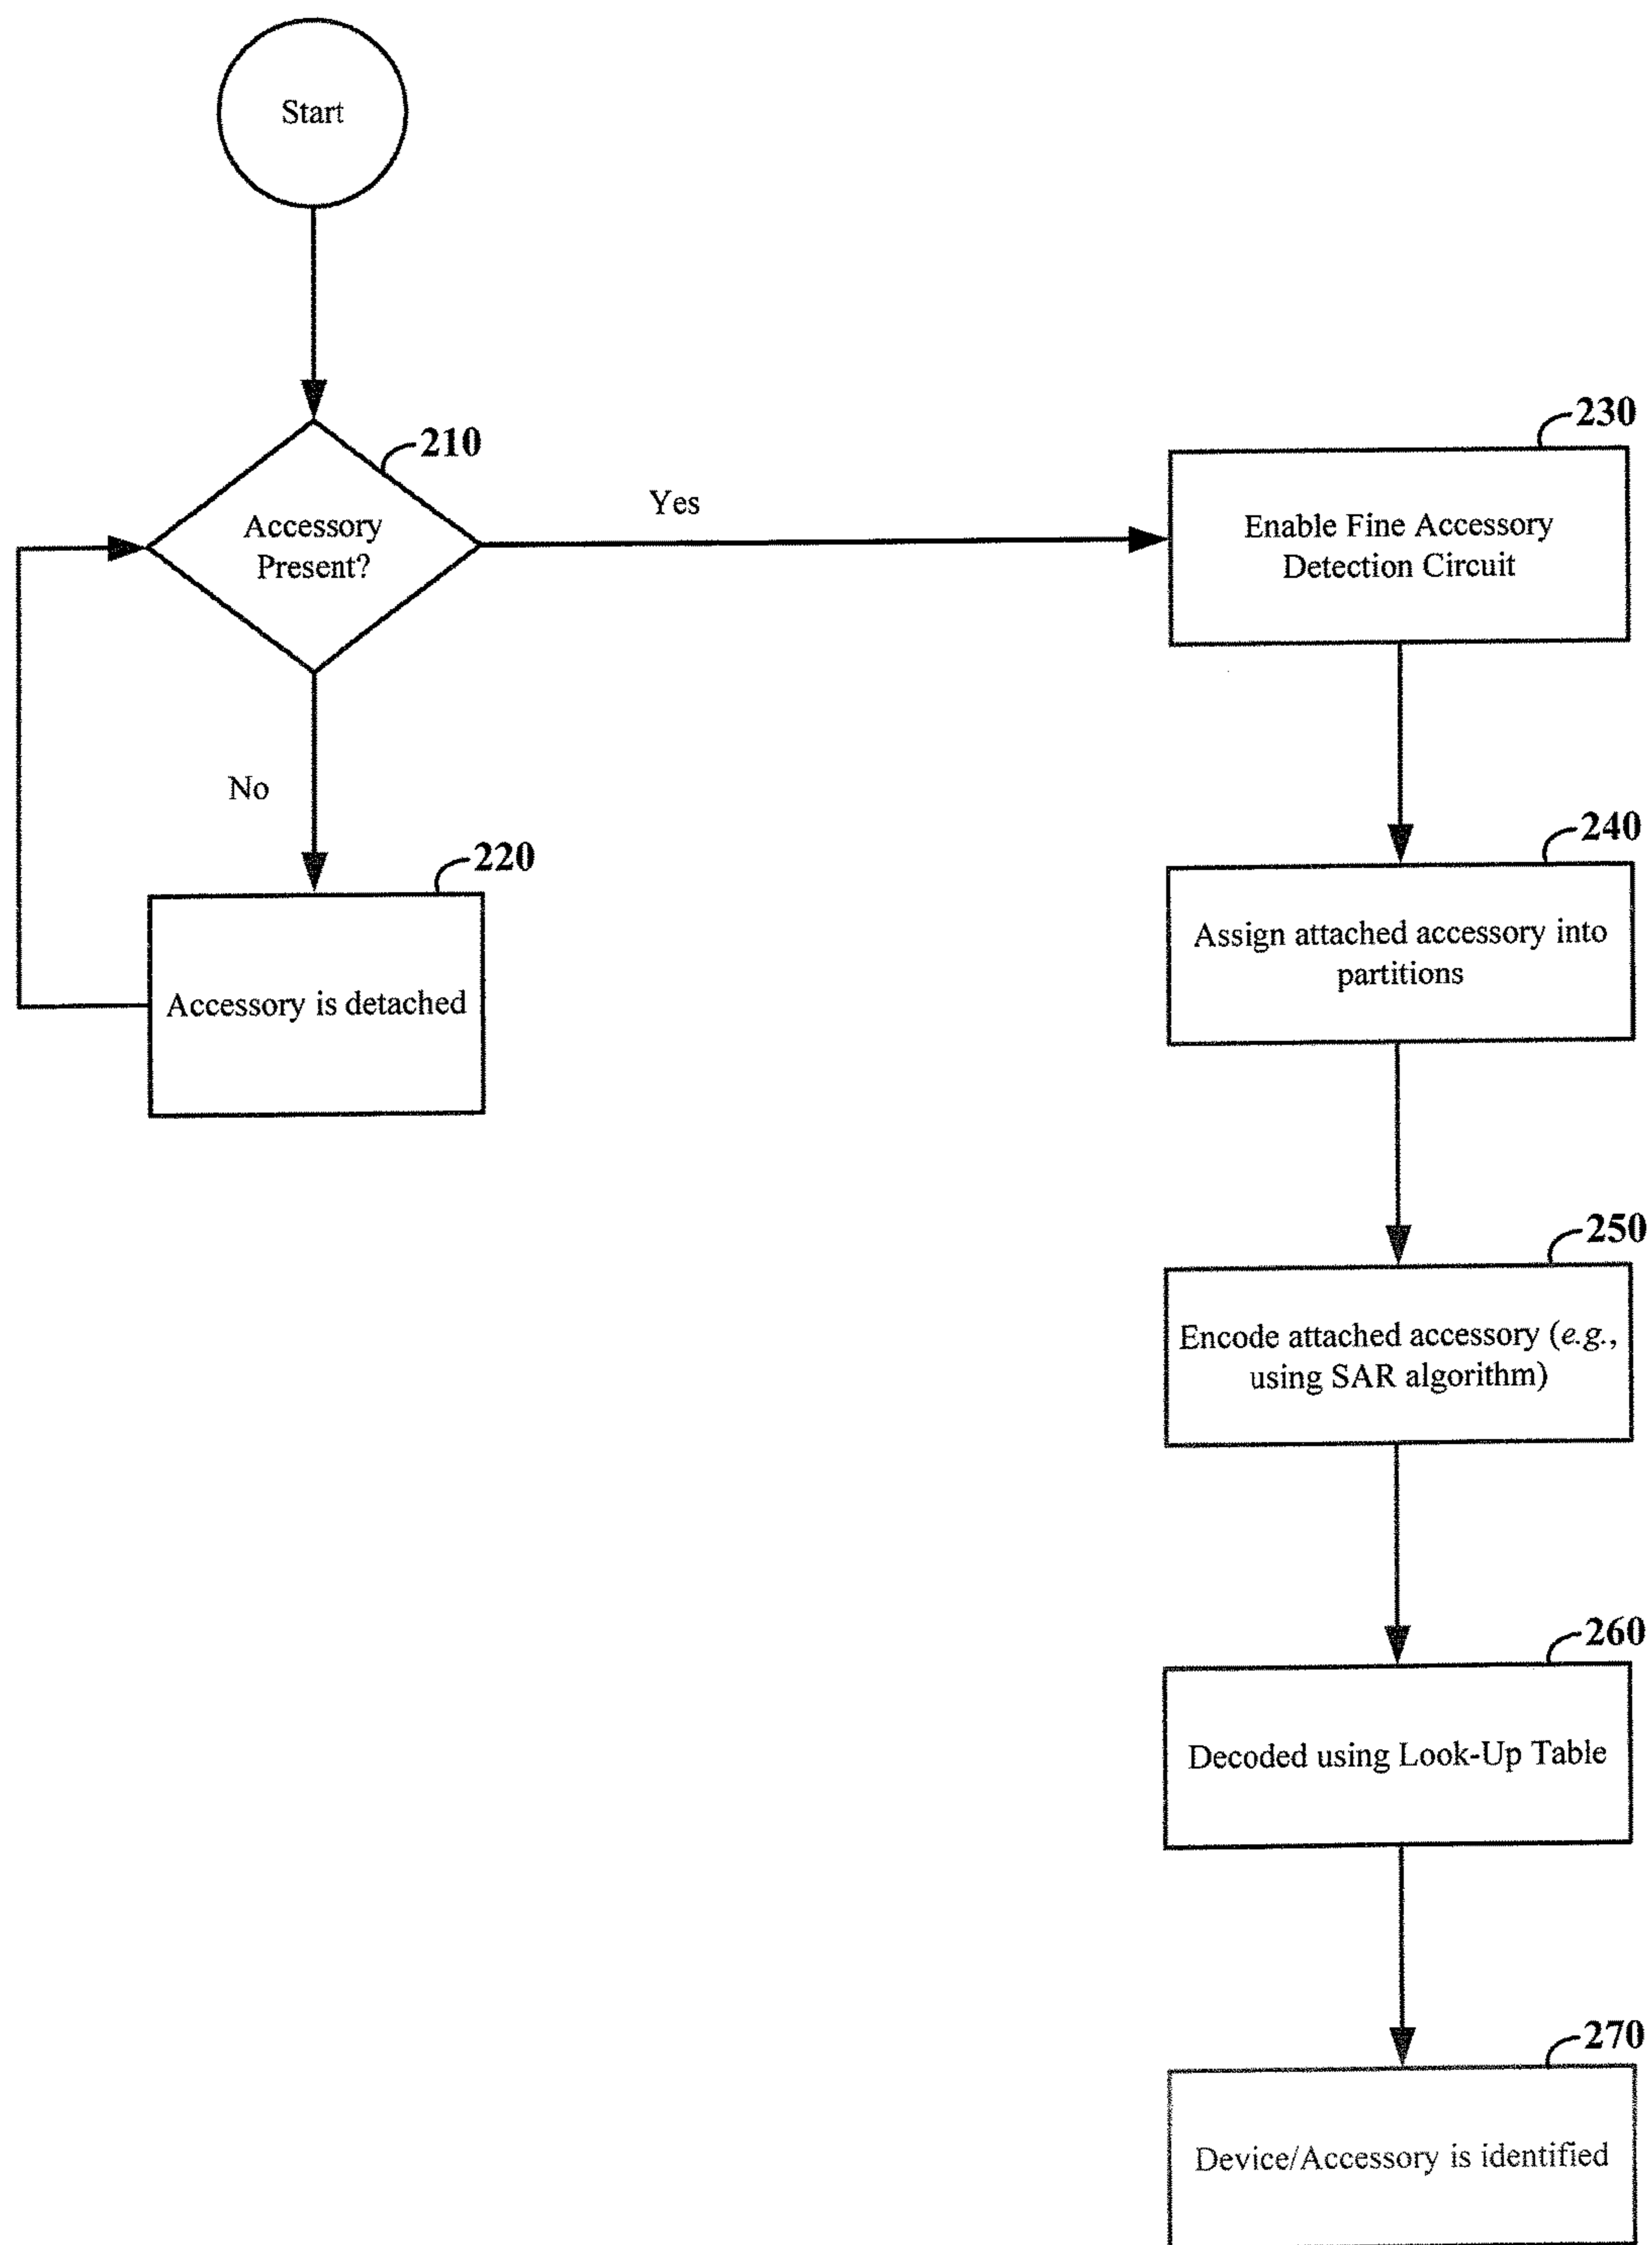 Start
210
Accessory
Present?
Yes
No
220
Accessory is detached
230
Enable Fine Accessory
Detection Circuit
240
Assign attached accessory into
partitions
250
Encode attached accessory (e.g.,
using SAR algorithm)
260
Decoded using Look-Up Table
270
Device/Accessory is identified